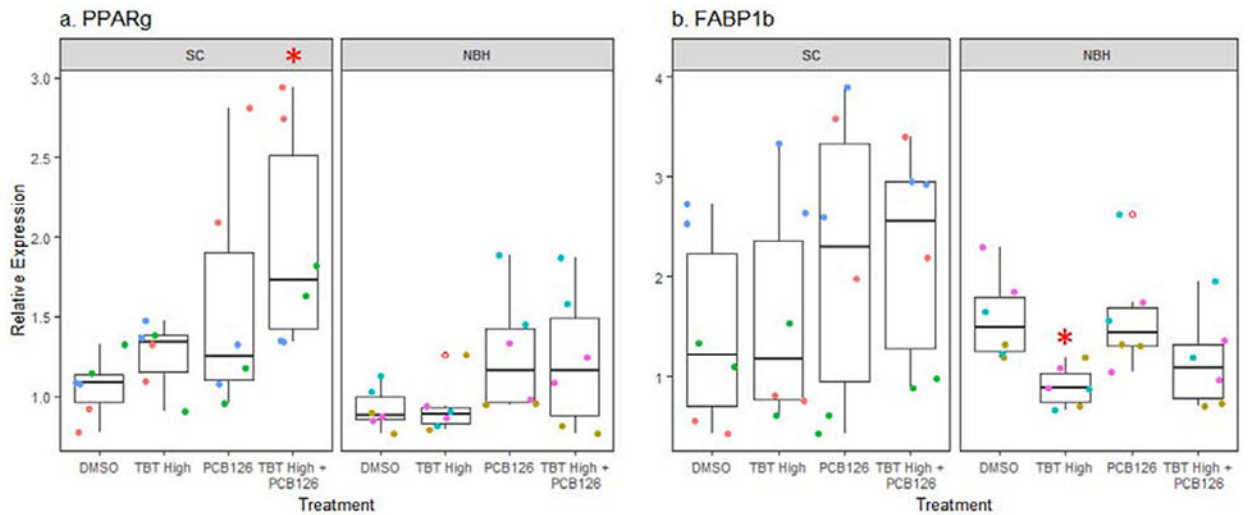 a. PPARg
b. FABP1b
SC *
NBH
SC
NBH
Relative Expression
3.0
2.5
2.0
1.5
1.0
4
3
2
1
*
DMSO
TBT High
PCB126
TBT High +
PCB126
DMSO
TBT High
PCB126
TBT High +
PCB126
DMSO
TBT High
PCB126
TBT High +
PCB126
DMSO
TBT High
PCB126
TBT High +
PCB126
Treatment
Treatment